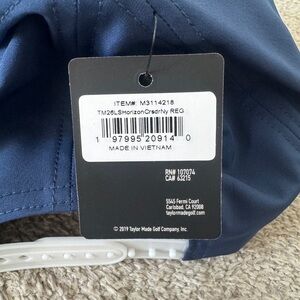 ITEM#: M3114218
TM26LSHorizonCrsdrNy REG
1 97995 20914 0
MADE IN VIETNAM
RN# 107074
CA# 63215
5545 Fermi Court
Carlsbad, CA 92008
taylormadegolf.com
© 2019 Taylor Made Golf Company, Inc.